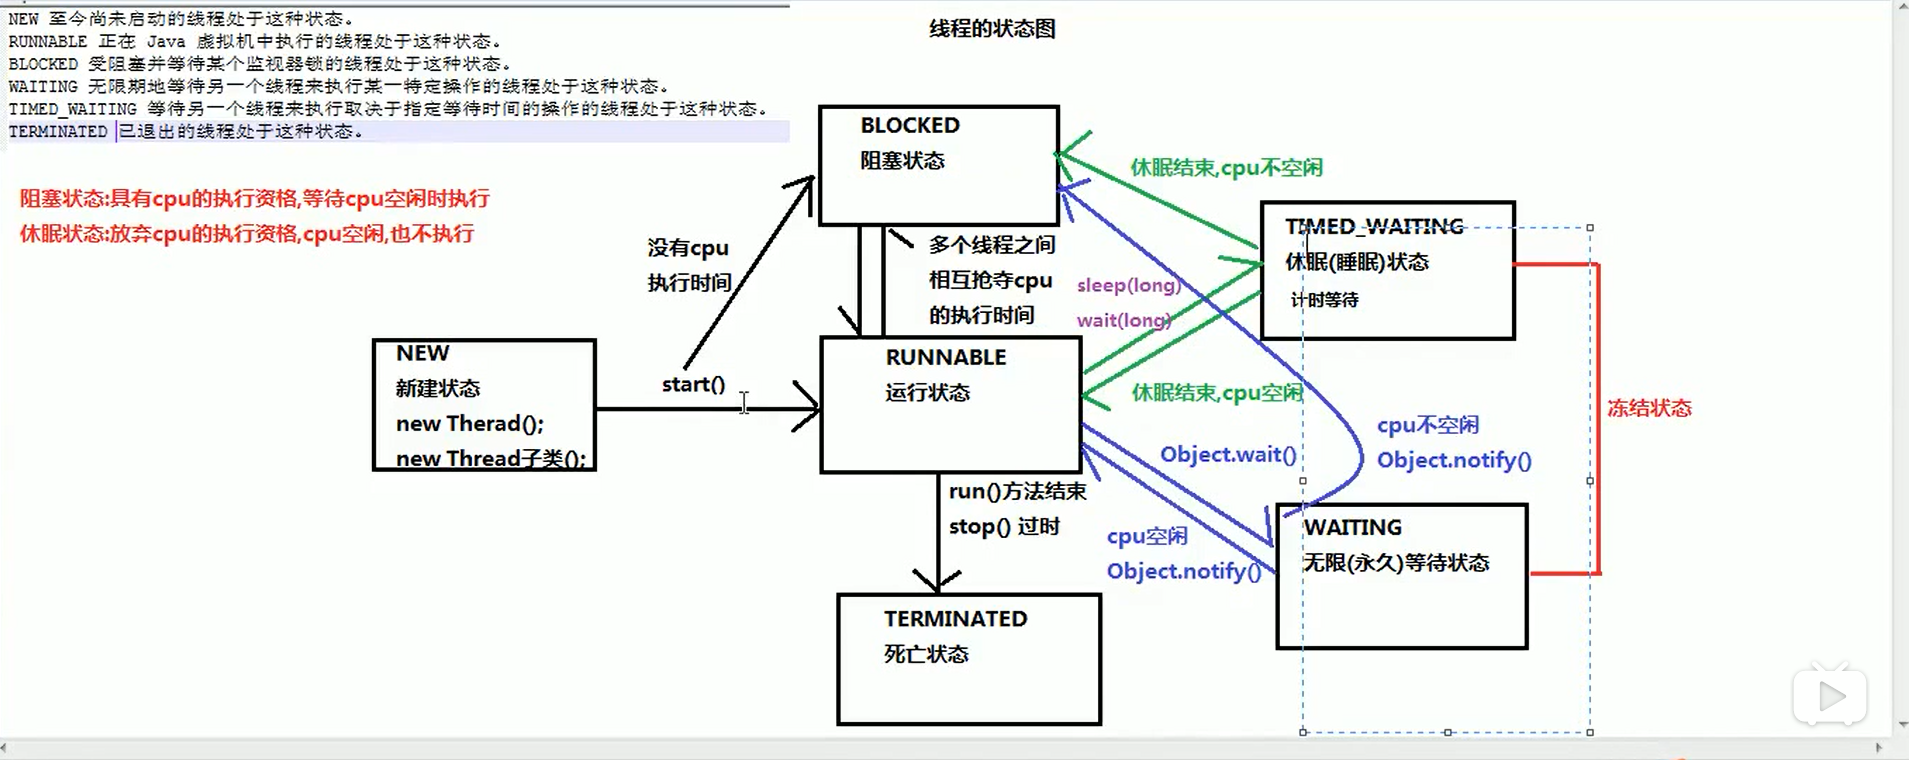 NEW 至今尚未启动的线程处于这种状态。
RUNNABLE 正在 Java 虚拟机中执行的线程处于这种状态。
BLOCKED 受阻塞并等待某个监视器锁的线程处于这种状态。
WAITING 无限期地等待另一个线程来执行某一特定操作的线程处于这种状态。
TIMED_WAITING 等待另一个线程来执行取决于指定等待时间的操作的线程处于这种状态。
TERMINATED 已退出的线程处于这种状态。
线程的状态图
阻塞状态:具有cpu的执行资格,等待cpu空闲时执行
休眠状态:放弃cpu的执行资格,cpu空闲,也不执行
BLOCKED
阻塞状态
休眠结束,cpu不空闲
没有cpu
执行时间
多个线程之间
相互抢夺cpu
的执行时间
sleep(long)
wait(long)
TIMED_WAITING
休眠(睡眠)状态
计时等待
NEW
新建状态
new Therad();
new Thread子类();
start()
RUNNABLE
运行状态
休眠结束,cpu空闲
冻结状态
cpu不空闲
Object.notify()
Object.wait()
run()方法结束
stop() 过时
cpu空闲
Object.notify()
WAITING
无限(永久)等待状态
TERMINATED
死亡状态